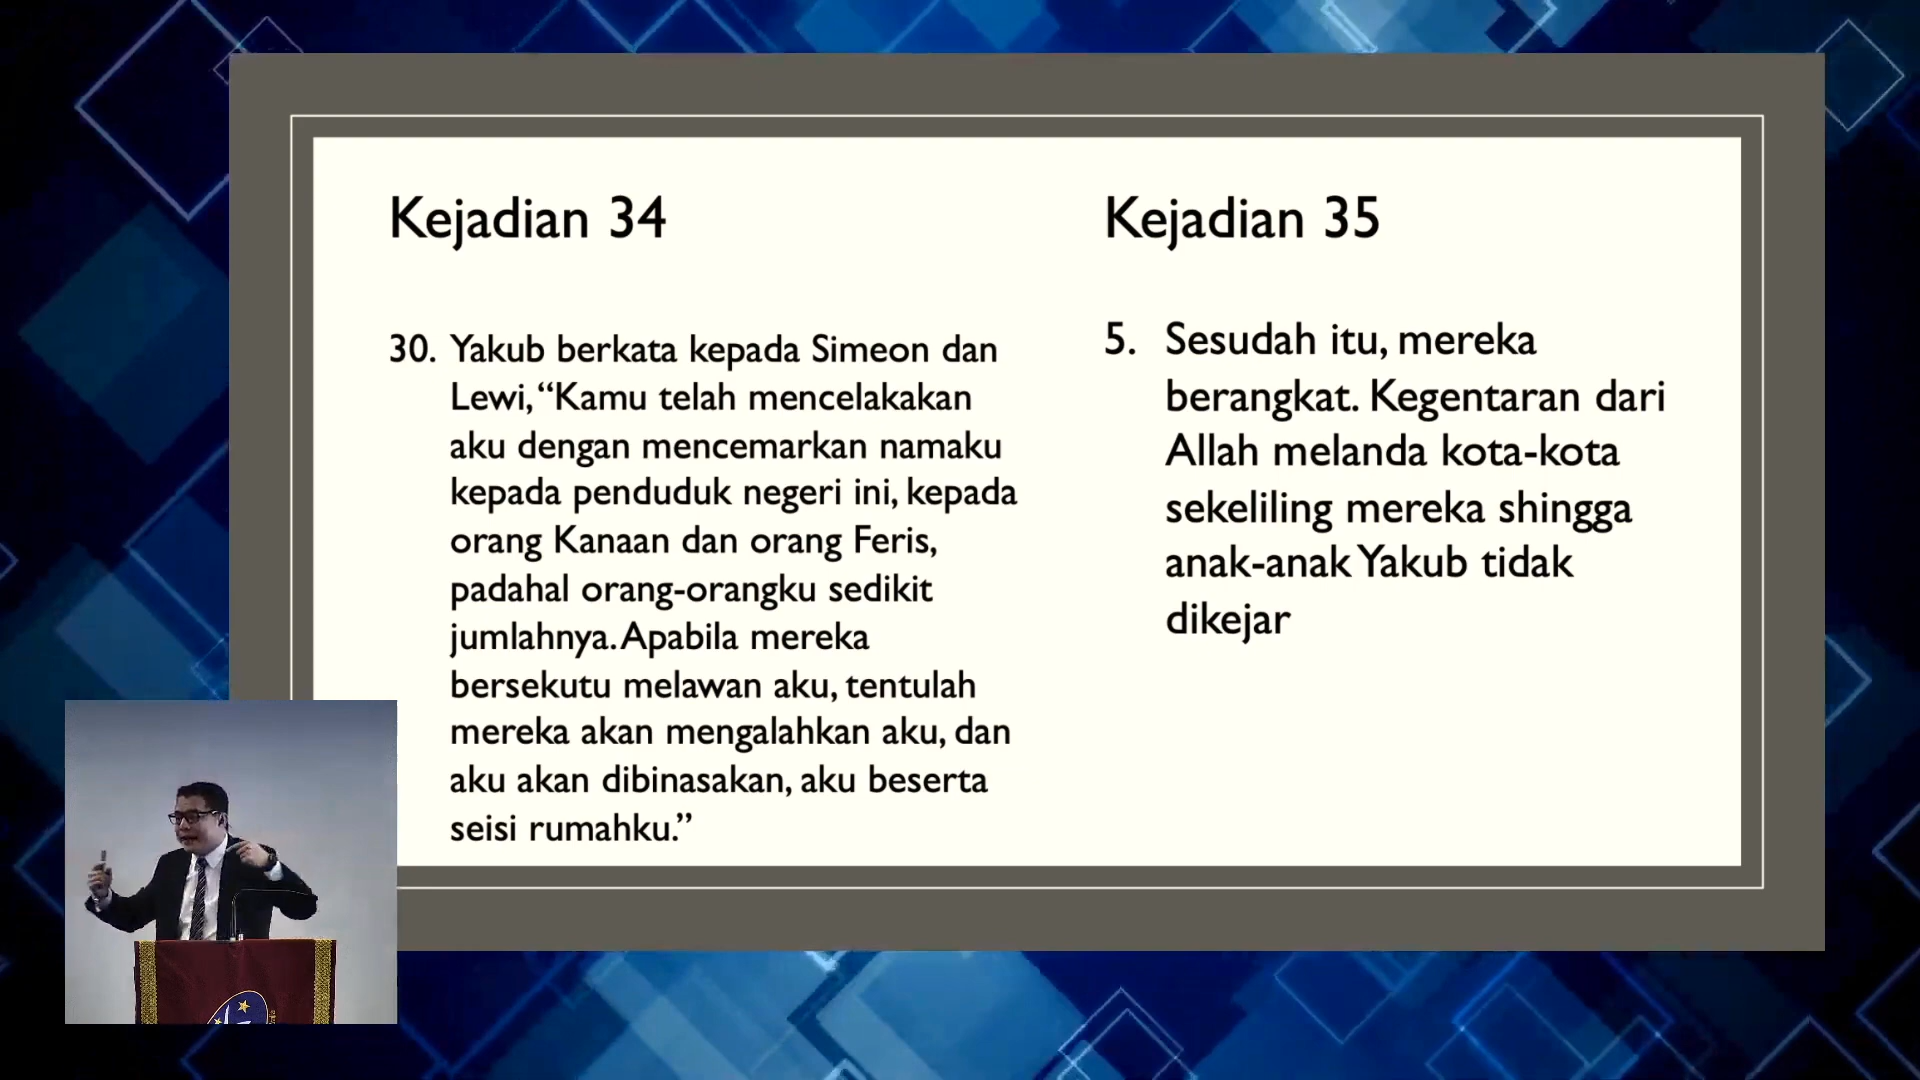 Kejadian 34
30. Yakub berkata kepada Simeon dan
Lewi, “Kamu telah mencelakakan
aku dengan mencemarkan namaku
kepada penduduk negeri ini, kepada
orang Kanaan dan orang Feris,
padahal orang-orangku sedikit
jumlahnya. Apabila mereka
bersekutu melawan aku, tentulah
mereka akan mengalahkan aku, dan
aku akan dibinasakan, aku beserta
seisi rumahku.”
Kejadian 35
5. Sesudah itu, mereka
berangkat. Kegentaran dari
Allah melanda kota-kota
sekeliling mereka shingga
anak-anak Yakub tidak
dikejar